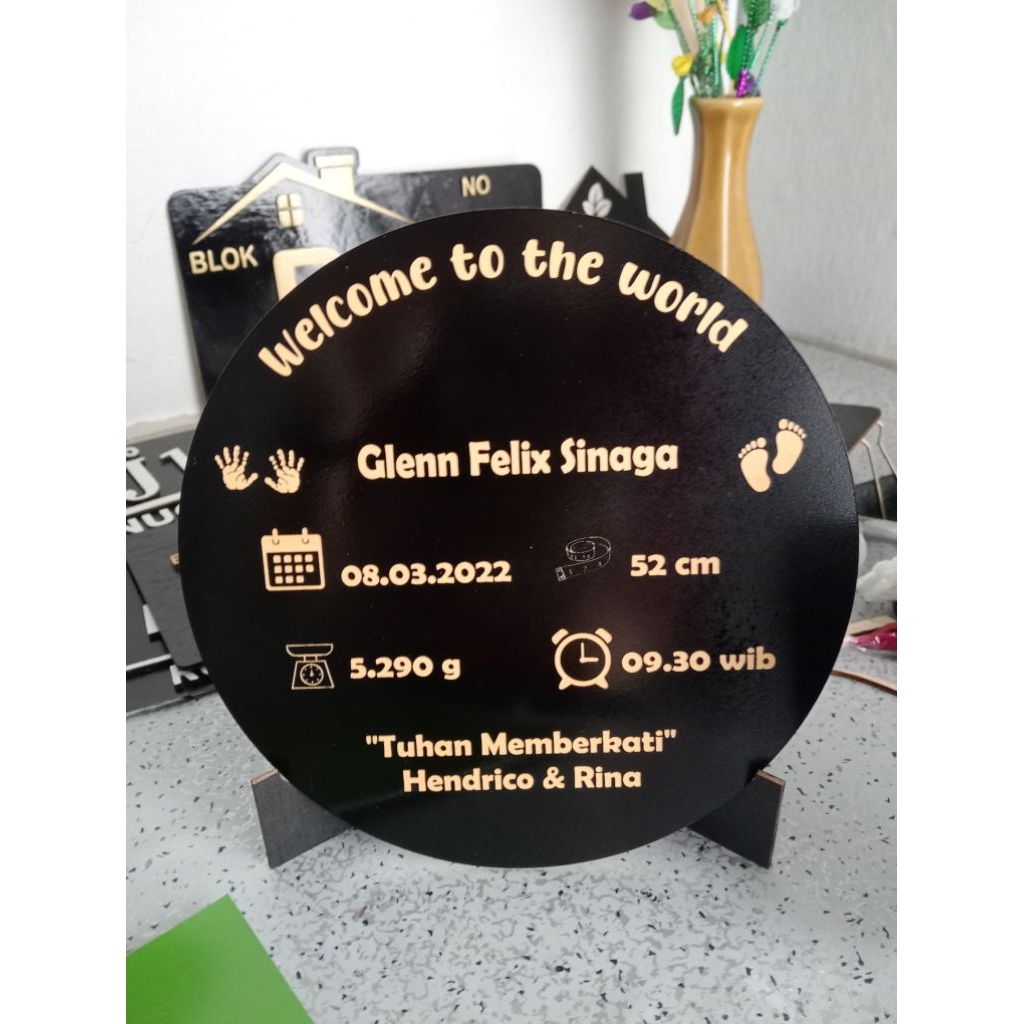 BLOK
NO
Welcome to the world
Glenn Felix Sinaga
08.03.2022
52 cm
5.290 g
09.30 wib
"Tuhan Memberkati"
Hendrico & Rina